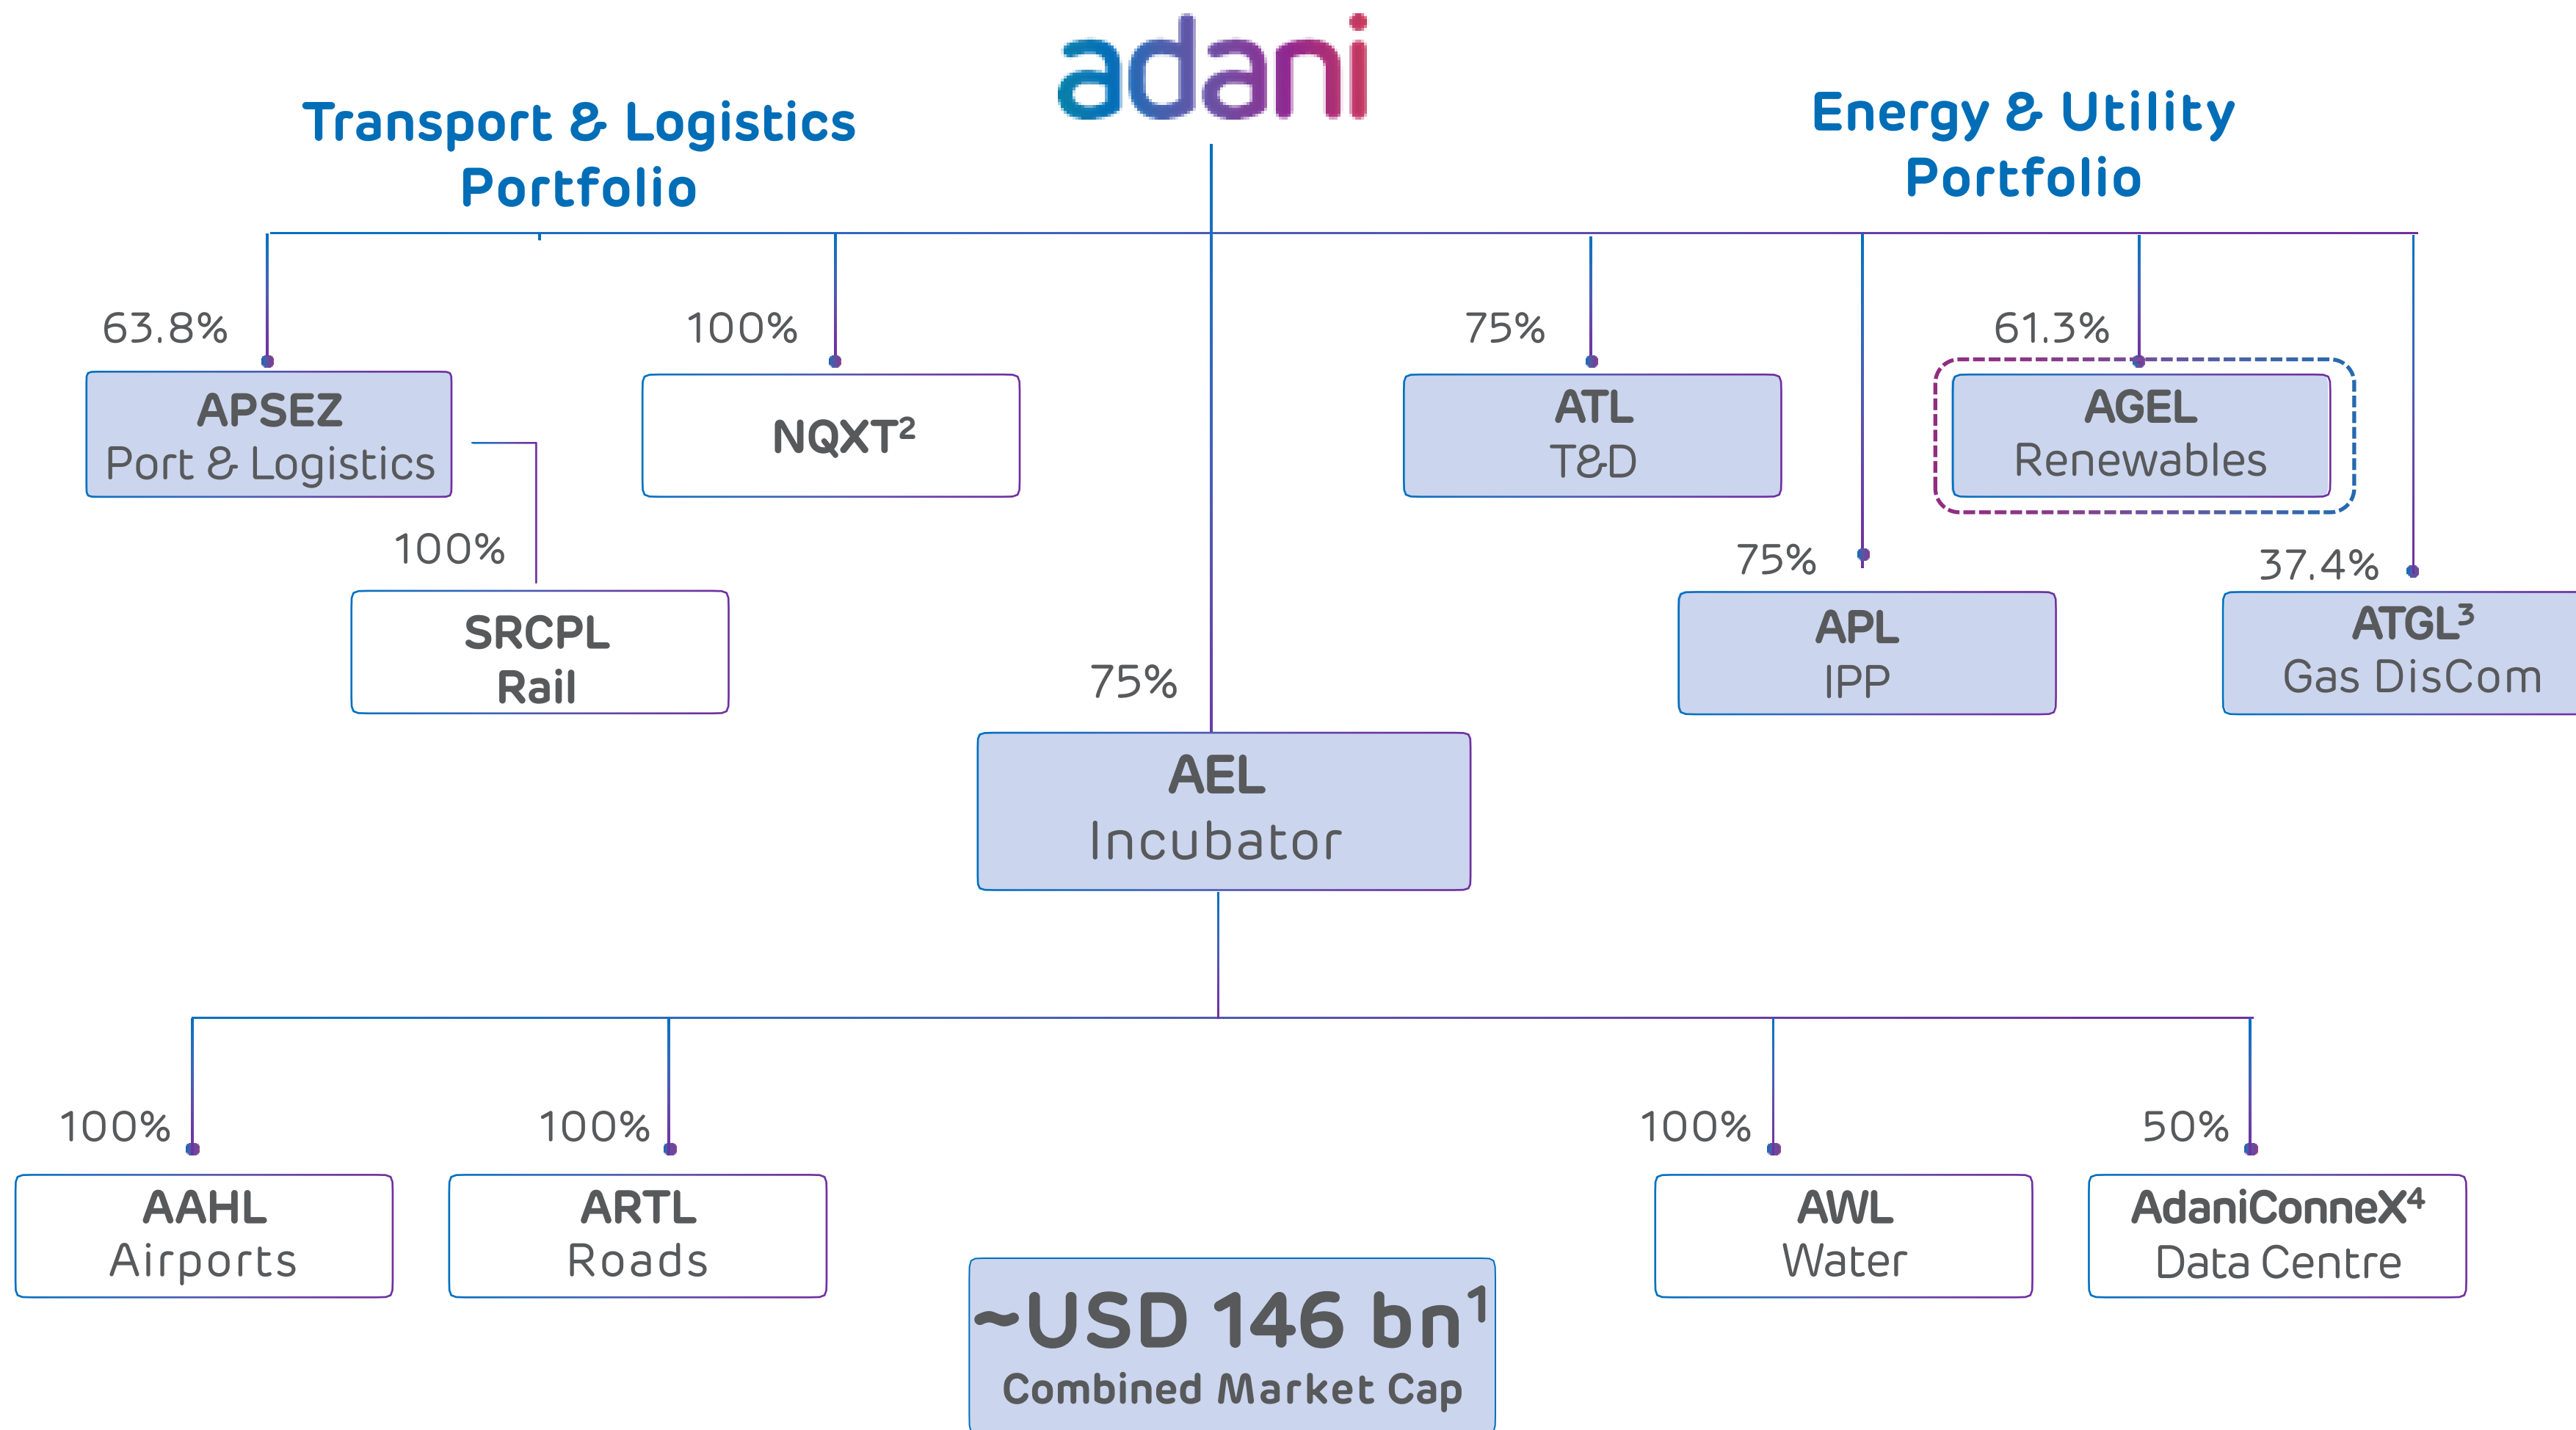 adani
Transport & Logistics
Portfolio
Energy & Utility
Portfolio
63.8%
APSEZ
Port & Logistics
100%
NQXT²
100%
SRCPL
Rail
75%
ATL
T&D
61.3%
AGEL
Renewables
75%
APL
IPP
37.4%
ATGL³
Gas DisCom
75%
AEL
Incubator
100%
AAHL
Airports
100%
ARTL
Roads
100%
AWL
Water
50%
AdaniConneX⁴
Data Centre
~USD 146 bn¹
Combined Market Cap